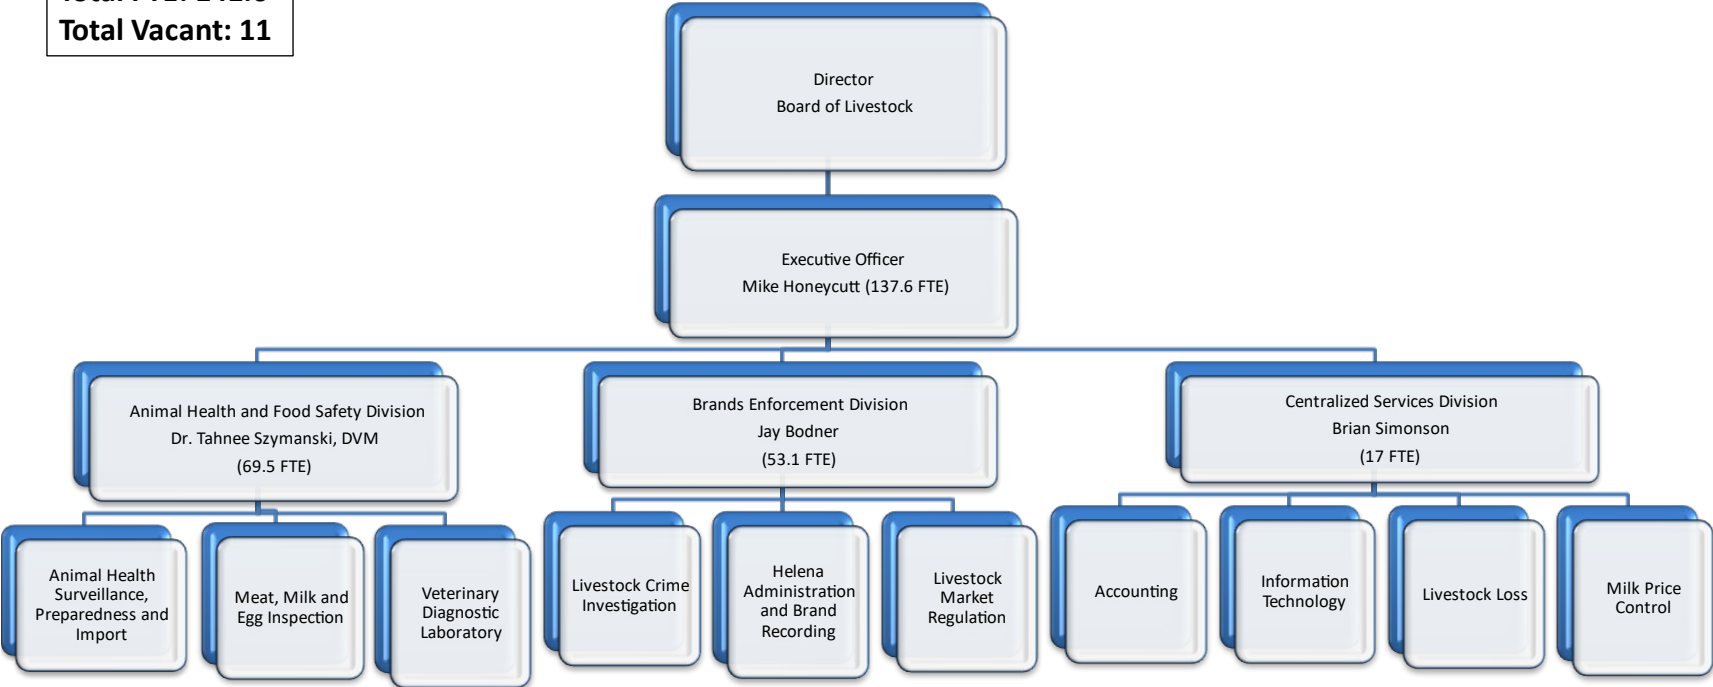 Total Vacant: 11
Director
Board of Livestock
Executive Officer
Mike Honeycutt (137.6 FTE)
Animal Health and Food Safety Division
Dr. Tahnee Szymanski, DVM
(69.5 FTE)
Brands Enforcement Division
Jay Bodner
(53.1 FTE)
Centralized Services Division
Brian Simonson
(17 FTE)
Animal Health
Surveillance,
Preparedness and
Import
Meat, Milk and
Egg Inspection
Veterinary
Diagnostic
Laboratory
Livestock Crime
Investigation
Helena
Administration
and Brand
Recording
Livestock
Market
Regulation
Accounting
Information
Technology
Livestock Loss
Milk Price
Control